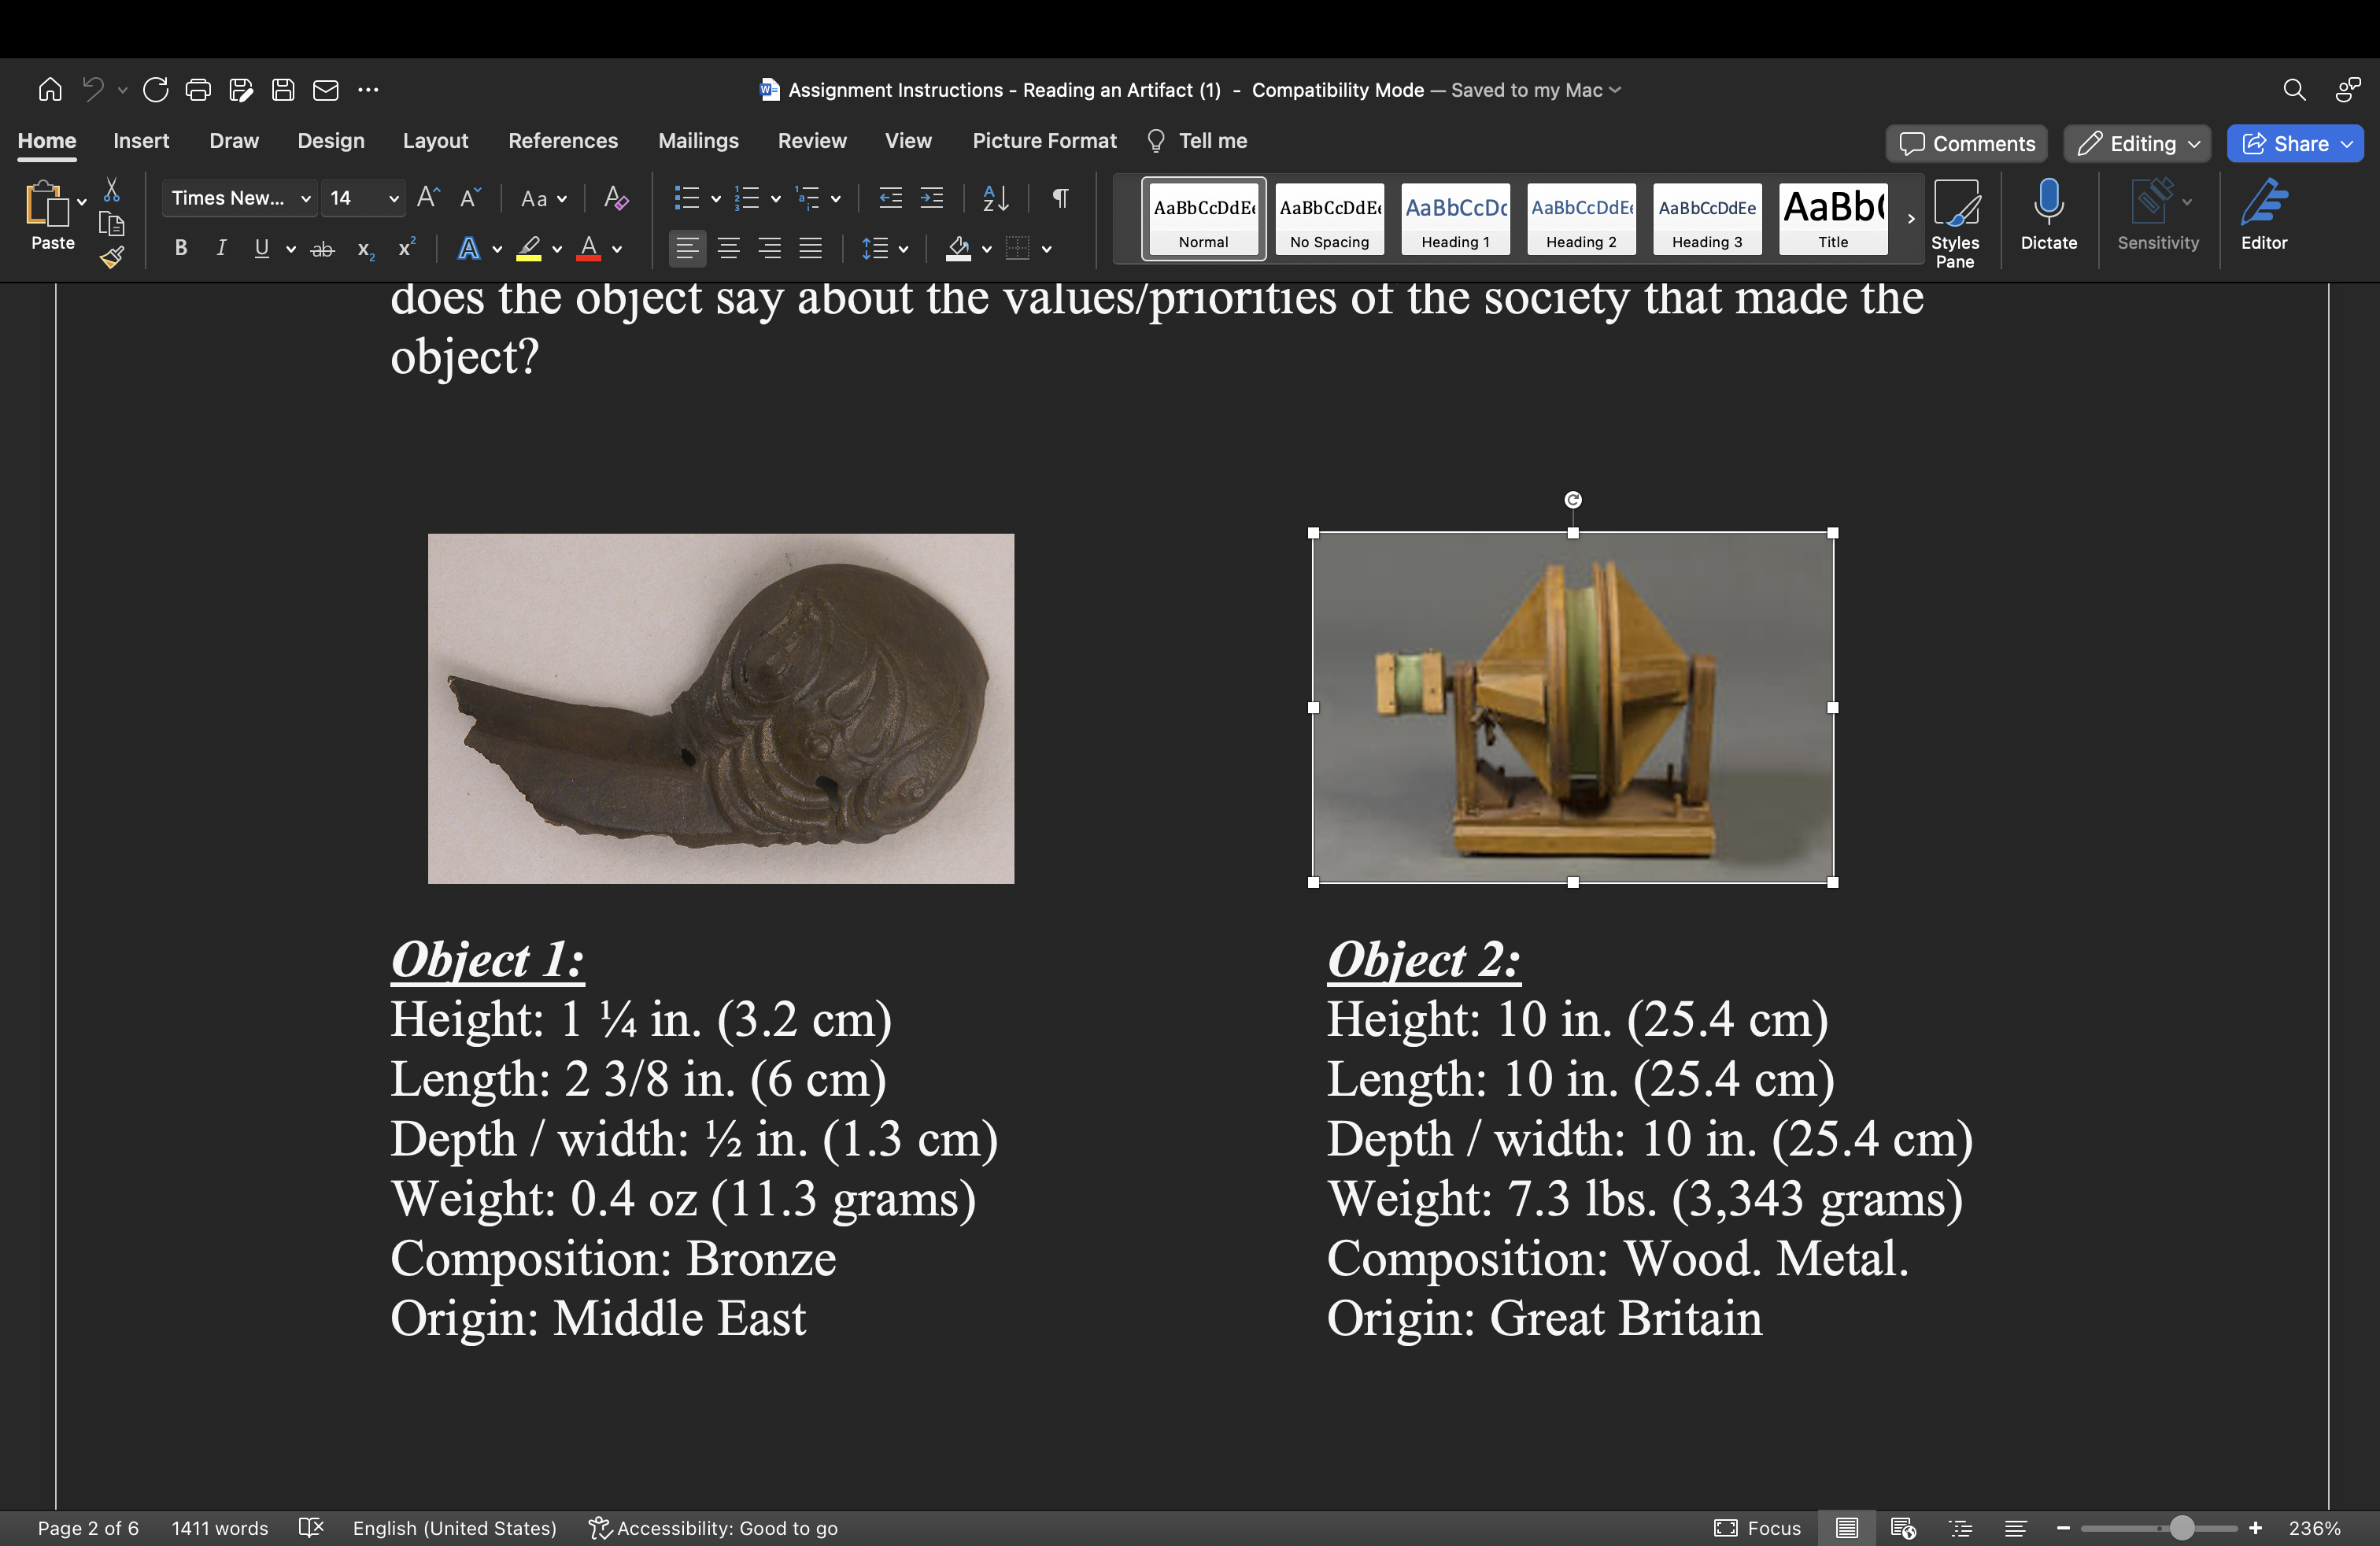 Assignment Instructions - Reading an Artifact (1) - Compatibility Mode — Saved to my Mac
Home Insert Draw Design Layout References Mailings Review View Picture Format Tell me Comments Editing Share
Paste
Times New... 14
Aa
AaBbCcDdEe AaBbCcDdEe AaBbCcDc AaBbCcDdEe AaBbCcDdEe AaBb(
Normal No Spacing Heading 1 Heading 2 Heading 3 Title
Styles Pane
Dictate
Sensitivity
Editor
does the object say about the values/priorities of the society that made the
object?
Object 1:
Height: 1 ¼ in. (3.2 cm)
Length: 2 3/8 in. (6 cm)
Depth / width: ½ in. (1.3 cm)
Weight: 0.4 oz (11.3 grams)
Composition: Bronze
Origin: Middle East
Object 2:
Height: 10 in. (25.4 cm)
Length: 10 in. (25.4 cm)
Depth / width: 10 in. (25.4 cm)
Weight: 7.3 lbs. (3,343 grams)
Composition: Wood. Metal.
Origin: Great Britain
Page 2 of 6 1411 words English (United States) Accessibility: Good to go Focus 236%